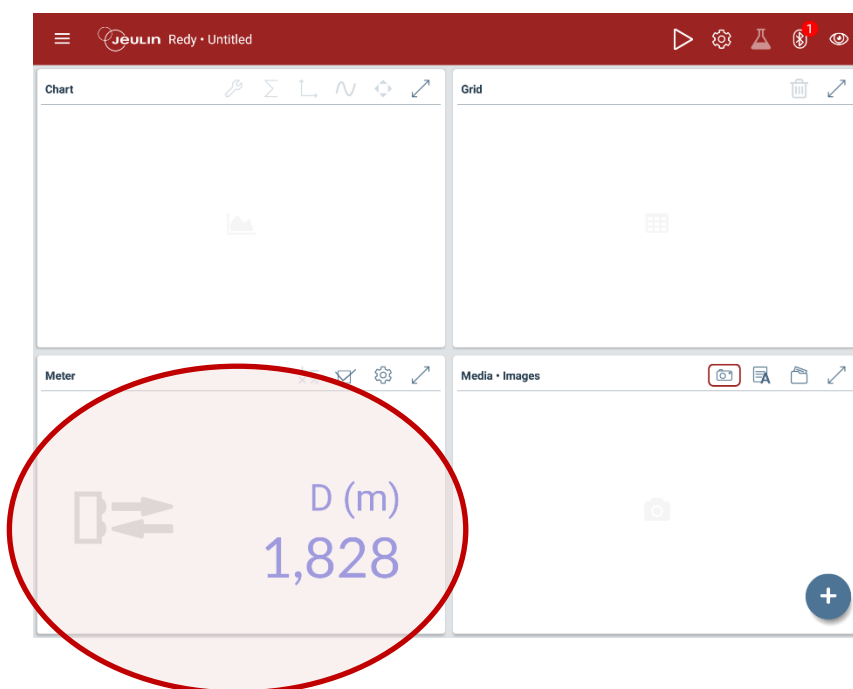 Jeulin Redy • Untitled
1
Chart
Grid
Meter
D (m)
1,828
Media • Images
A